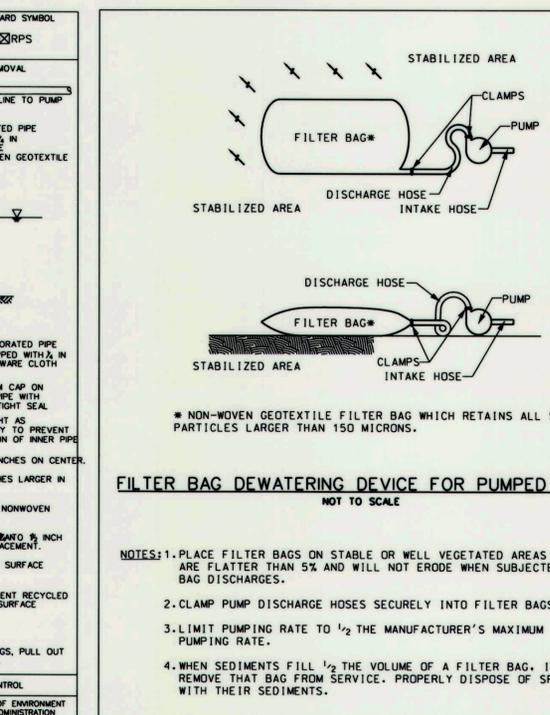 ARD SYMBOL
RPS
MOVAL
LINE TO PUMP
ED PIPE
IN
EN GEOTEXTILE
ORATED PIPE
PPED WITH 1/4 IN
WARE CLOTH
CAP ON
IPE WITH
TIGHT SEAL
HT AS
Y TO PREVENT
ON OF INNER PIPE
NCHES ON CENTER.
ES LARGER IN
NONWOVEN
INCH
ACEMENT.
SURFACE
ENT RECYCLED
SURFACE
GS, PULL OUT
NTROL
OF ENVIRONMENT
DMINISTRATION
STABILIZED AREA
CLAMPS
PUMP
FILTER BAG*
DISCHARGE HOSE
STABILIZED AREA
INTAKE HOSE
DISCHARGE HOSE
PUMP
FILTER BAG*
CLAMPS
STABILIZED AREA
INTAKE HOSE
* NON-WOVEN GEOTEXTILE FILTER BAG WHICH RETAINS ALL
PARTICLES LARGER THAN 150 MICRONS.
FILTER BAG DEWATERING DEVICE FOR PUMPED
NOT TO SCALE
NOTES: 1. PLACE FILTER BAGS ON STABLE OR WELL VEGETATED AREAS
ARE FLATTER THAN 5% AND WILL NOT ERODE WHEN SUBJECTE
BAG DISCHARGES.
2. CLAMP PUMP DISCHARGE HOSES SECURELY INTO FILTER BAGS
3. LIMIT PUMPING RATE TO 1/2 THE MANUFACTURER'S MAXIMUM
PUMPING RATE.
4. WHEN SEDIMENTS FILL 1/2 THE VOLUME OF A FILTER BAG, I
REMOVE THAT BAG FROM SERVICE. PROPERLY DISPOSE OF SP
WITH THEIR SEDIMENTS.